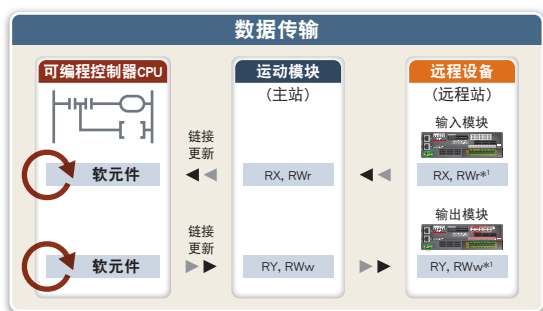 数据传输
可编程控制器CPU
运动模块
（主站）
远程设备
（远程站）
输入模块
链接
更新
软元件
RX, RWr
RX, RWr*1
输出模块
链接
更新
软元件
RY, RWw
RY, RWw*1